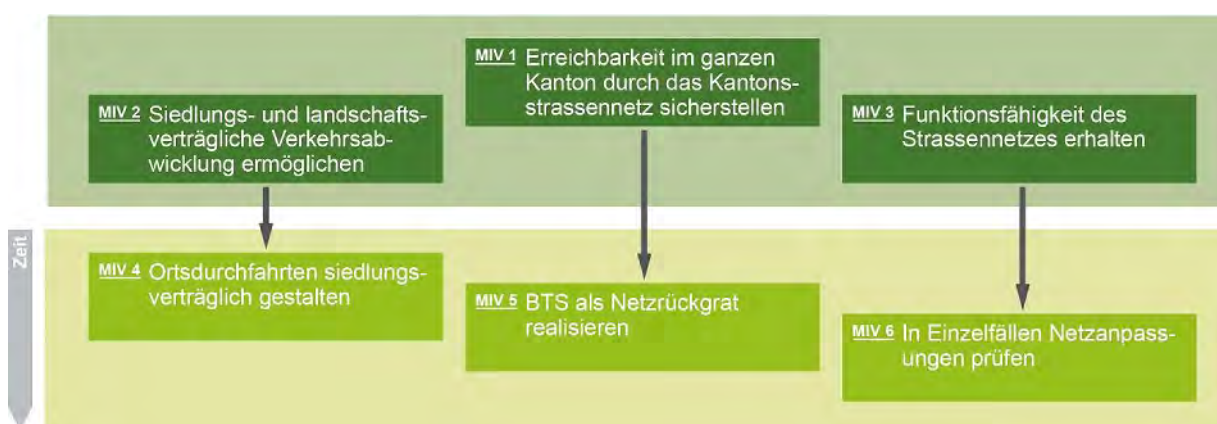 MIV 1 Erreichbarkeit im ganzen
Kanton durch das Kantons-
strassennetz sicherstellen
MIV 2 Siedlungs- und landschafts-
verträgliche Verkehrsab-
wicklung ermöglichen
MIV 3 Funktionsfähigkeit des
Strassennetzes erhalten
Zeit
MIV 4 Ortsdurchfahrten siedlungs-
verträglich gestalten
MIV 5 BTS als Netzrückgrat
realisieren
MIV 6 In Einzelfällen Netzanpass-
ungen prüfen